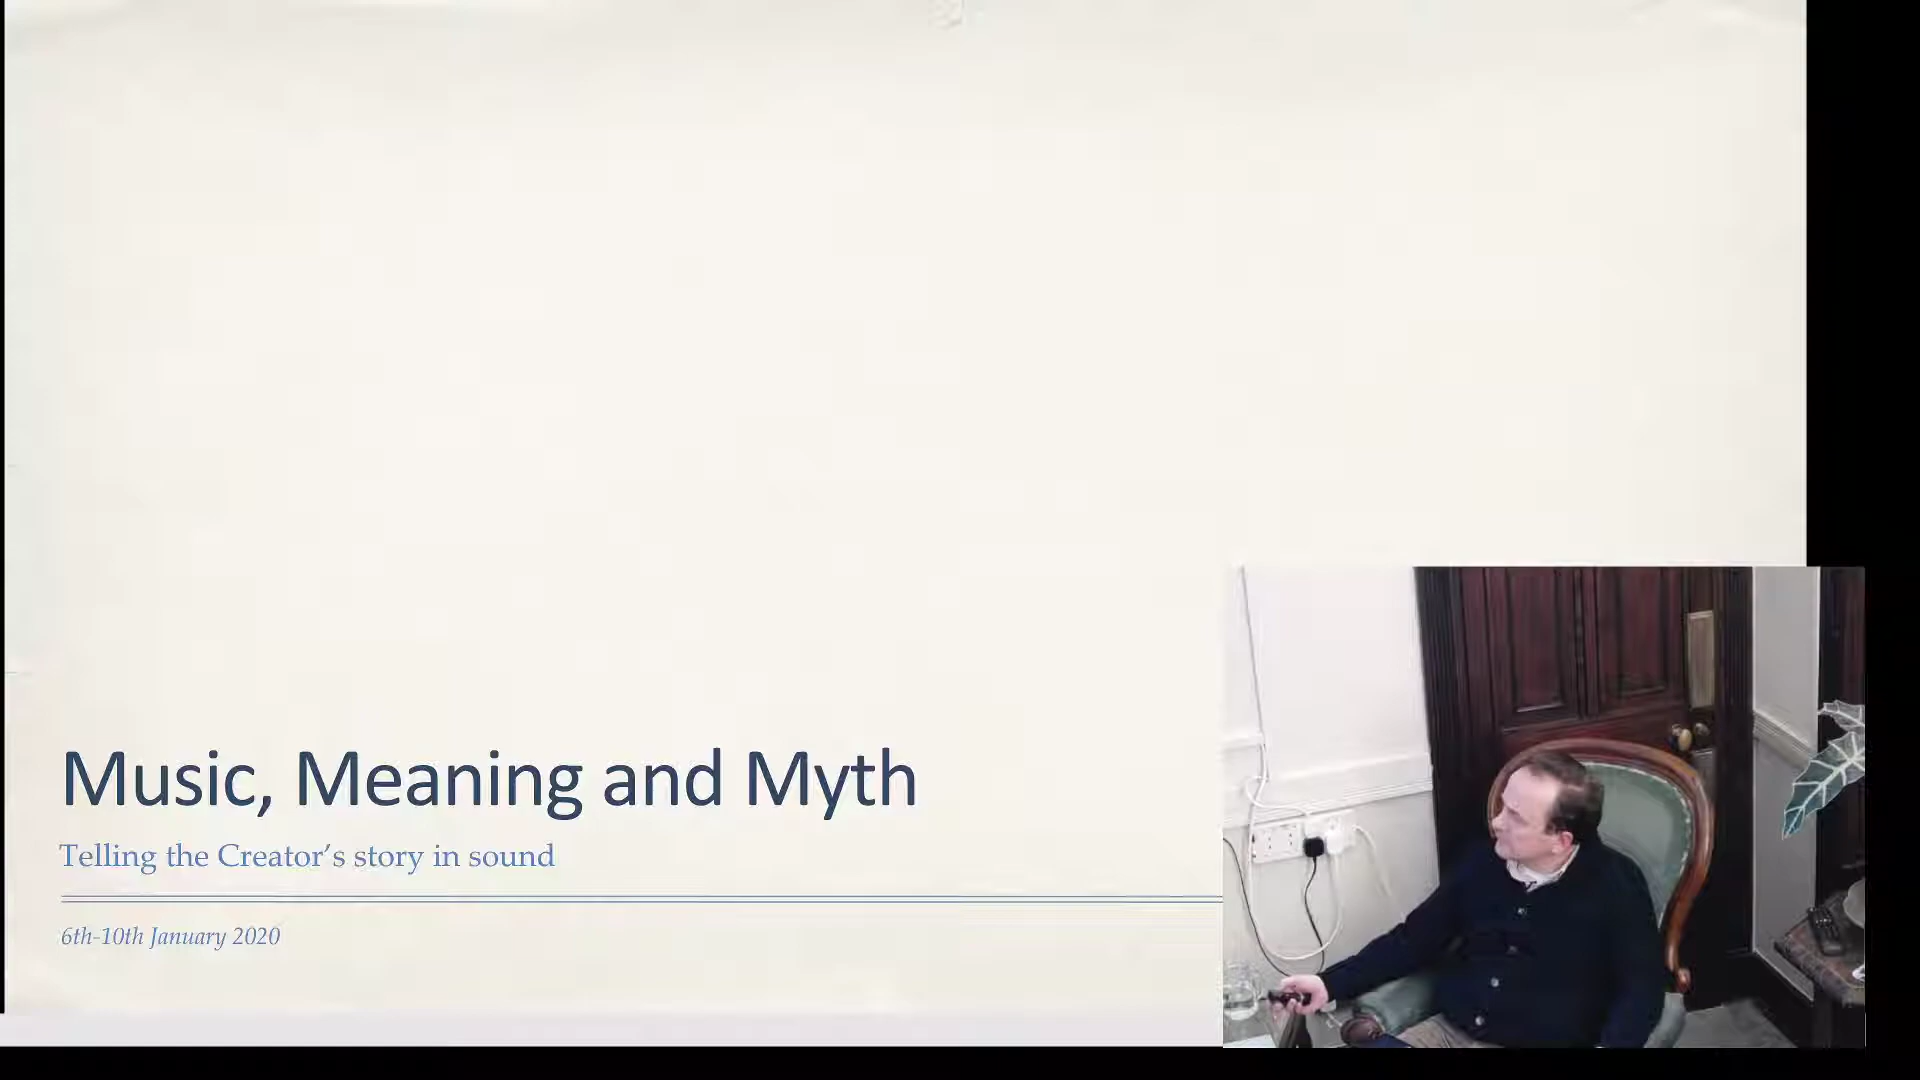 Music, Meaning and Myth
Telling the Creator’s story in sound
6th-10th January 2020